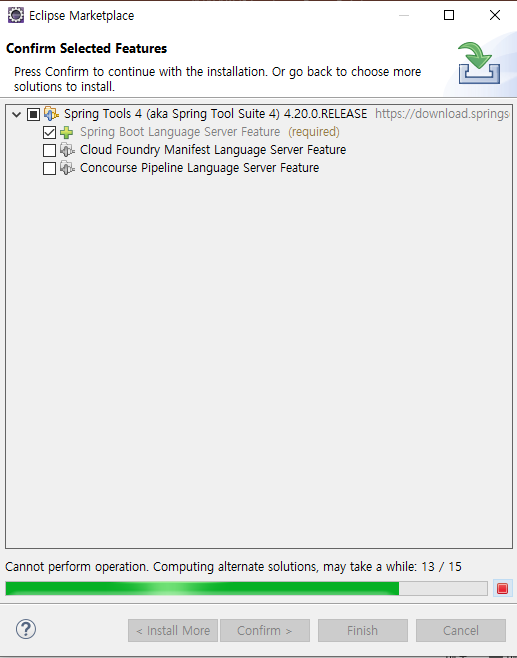 Eclipse Marketplace
Confirm Selected Features
Press Confirm to continue with the installation. Or go back to choose more
solutions to install.
Spring Tools 4 (aka Spring Tool Suite 4) 4.20.0.RELEASE https://download.springs
Spring Boot Language Server Feature (required)
Cloud Foundry Manifest Language Server Feature
Concourse Pipeline Language Server Feature
Cannot perform operation. Computing alternate solutions, may take a while: 13 / 15
< Install More Confirm > Finish Cancel